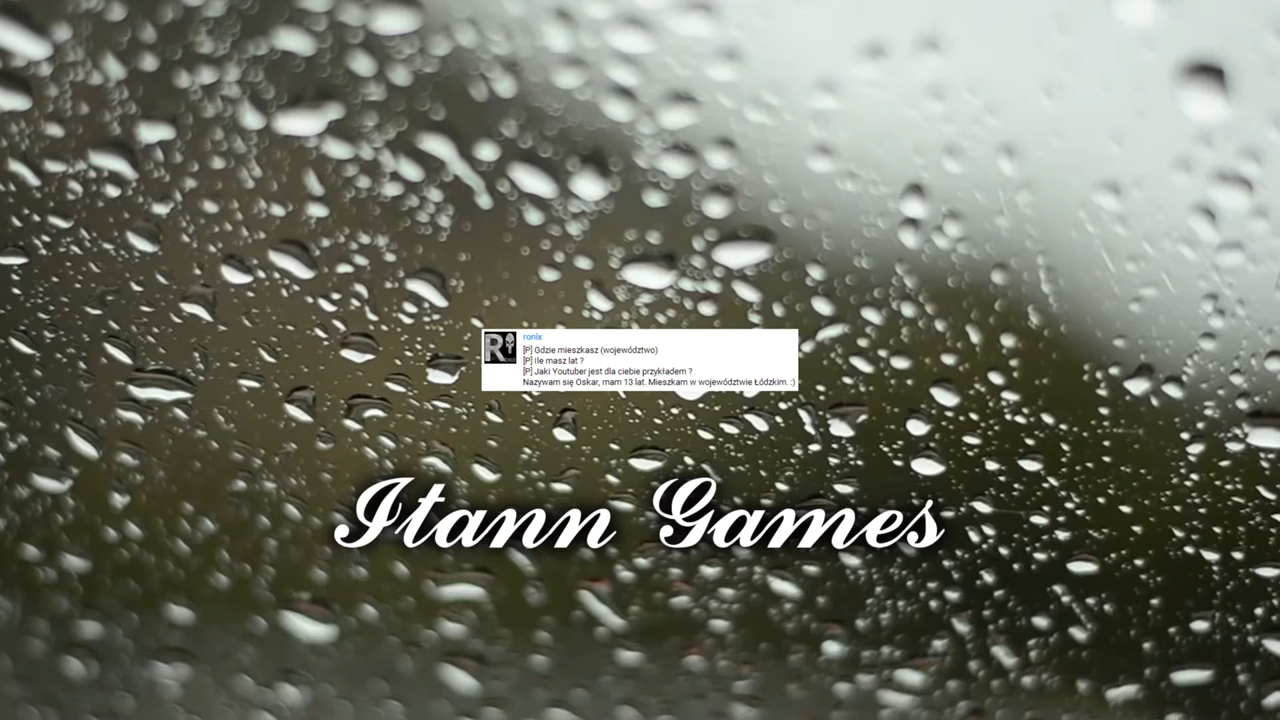 ronix
[P] Gdzie mieszkasz (województwo)
[P] Ile masz lat ?
[P] Jaki Youtuber jest dla ciebie przykładem ?
Nazywam się Oskar, mam 13 lat. Mieszkam w województwie Łódzkim. :)
Itann Games